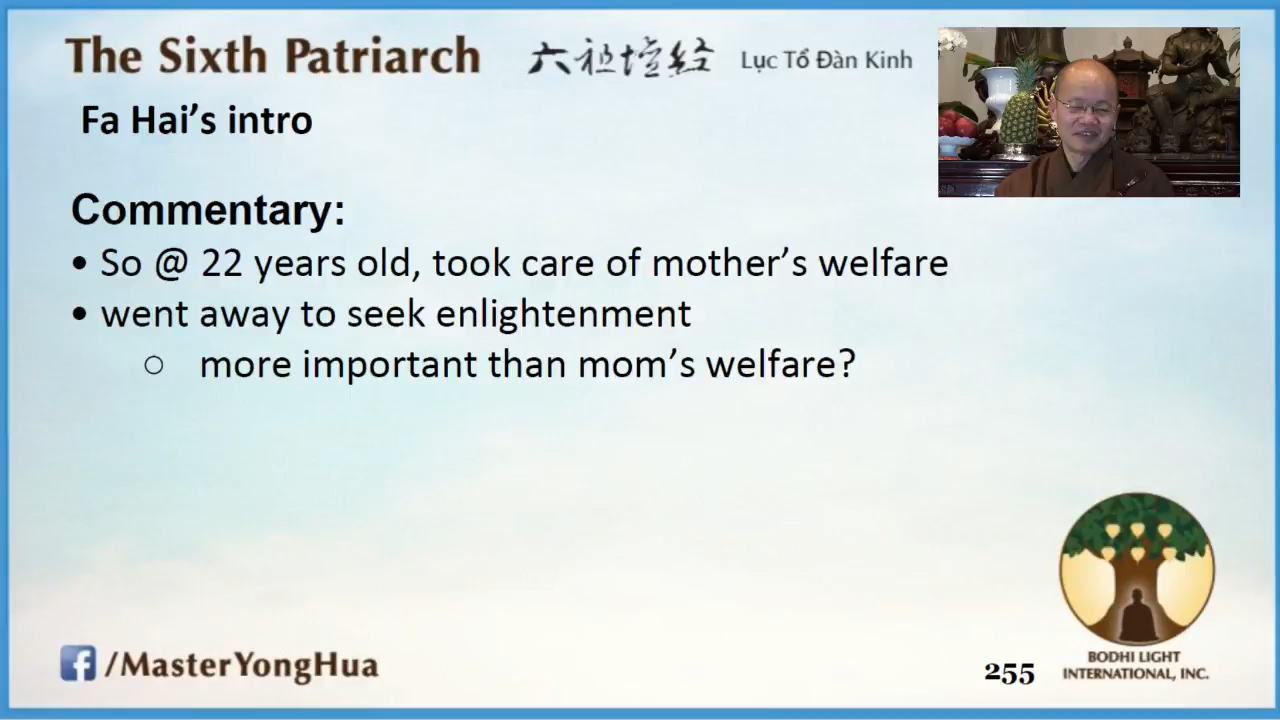 The Sixth Patriarch 六祖壇經 Lục Tổ Đàn Kinh
Fa Hai’s intro
Commentary:
• So @ 22 years old, took care of mother’s welfare
• went away to seek enlightenment
○ more important than mom’s welfare?
f /MasterYongHua
255
BODHI LIGHT
INTERNATIONAL, INC.